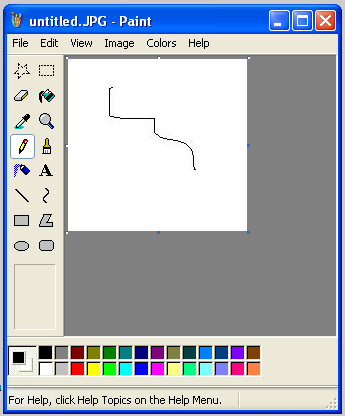 untitled.JPG - Paint
File Edit View Image Colors Help
A
For Help, click Help Topics on the Help Menu.